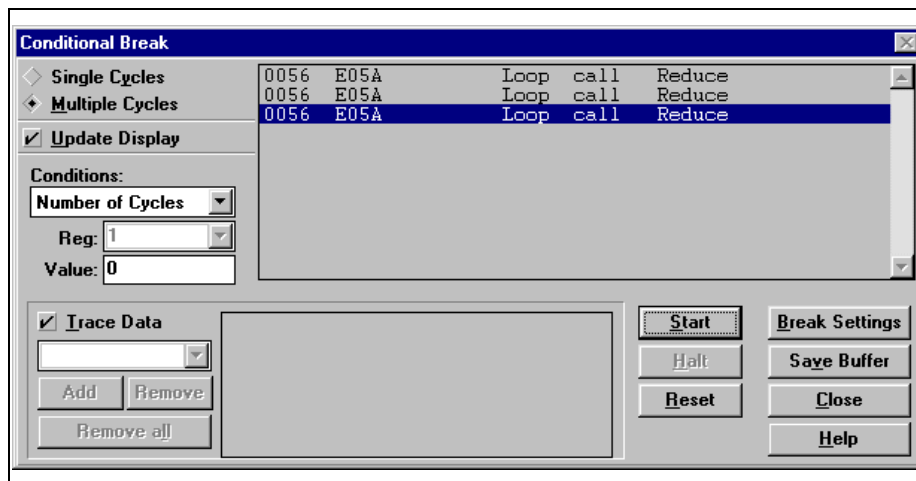 Conditional Break
Single Cycles
Multiple Cycles
Update Display
Conditions:
Number of Cycles
Reg: 1
Value: 0
0056 E05A Loop call Reduce
0056 E05A Loop call Reduce
0056 E05A Loop call Reduce
Trace Data
Add Remove
Remove all
Start
Halt
Reset
Break Settings
Save Buffer
Close
Help